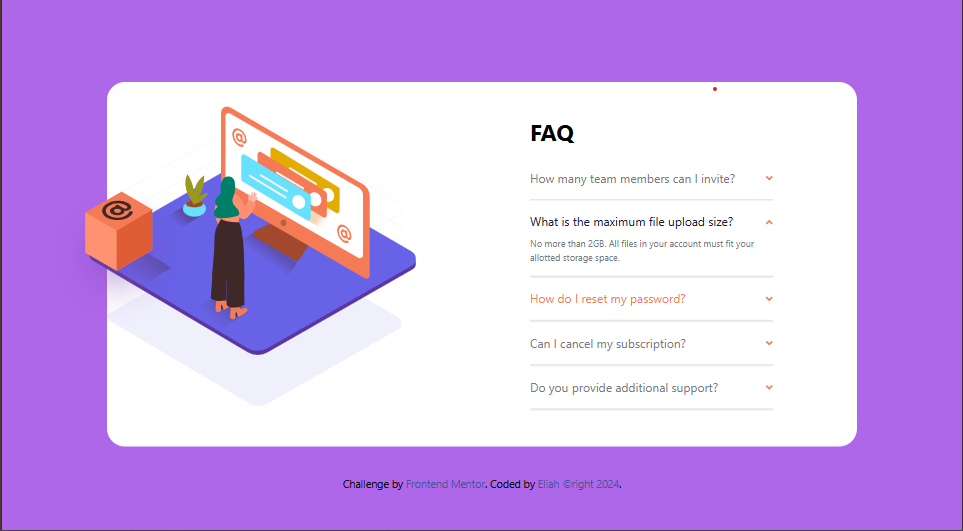 FAQ
How many team members can I invite?
What is the maximum file upload size?
No more than 2GB. All files in your account must fit your
allotted storage space.
How do I reset my password?
Can I cancel my subscription?
Do you provide additional support?
Challenge by Frontend Mentor. Coded by Eliah ©right 2024.